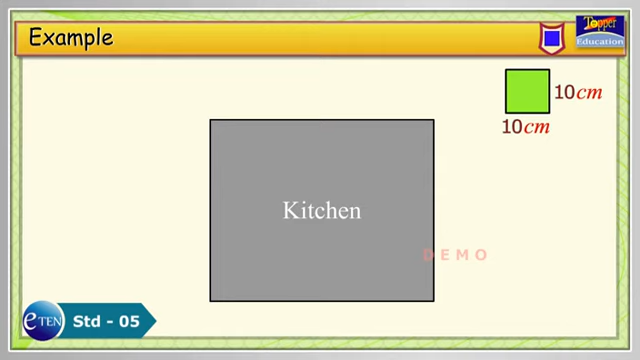 Example
Topper
Education
10cm
10cm
Kitchen
DEMO
eTEN
Std - 05